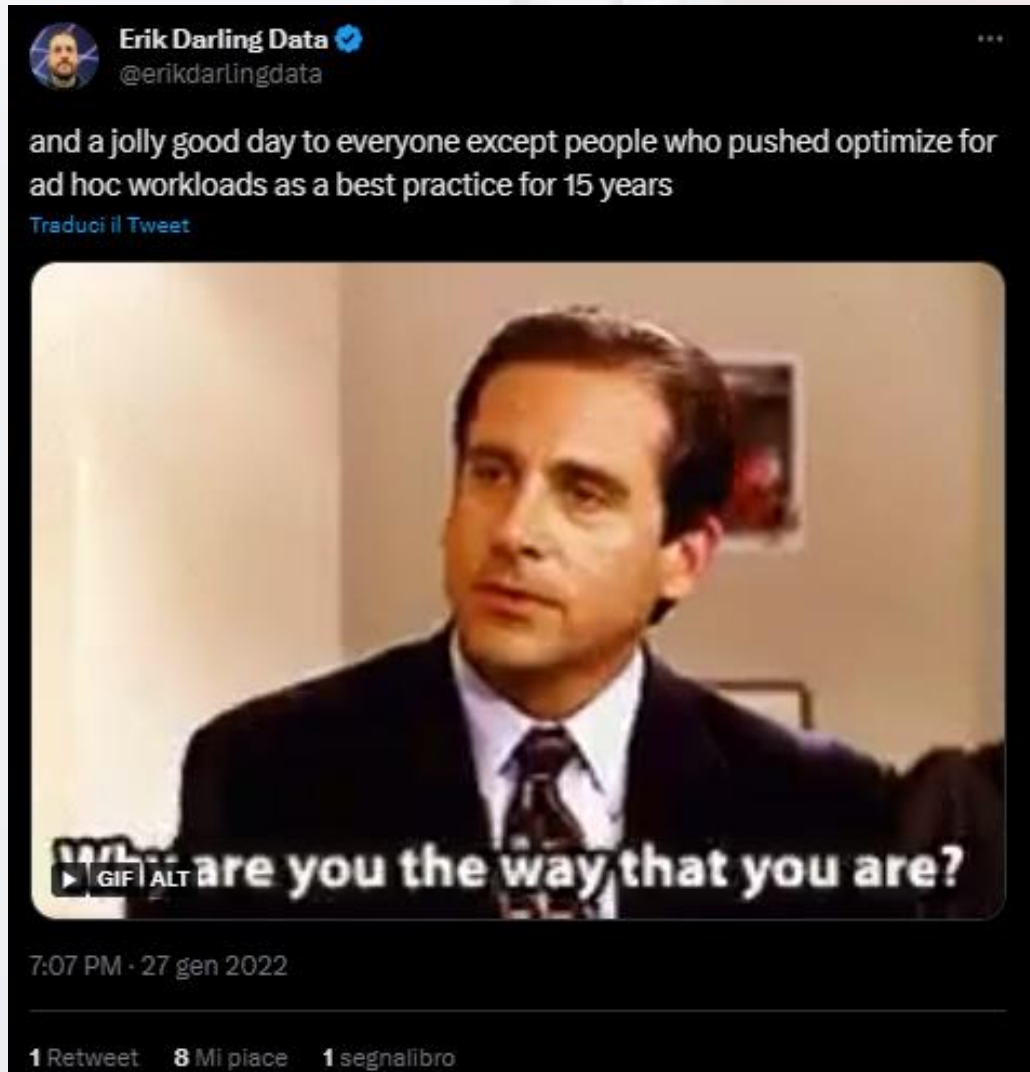 Erik Darling Data
@erikdarlingdata
and a jolly good day to everyone except people who pushed optimize for
ad hoc workloads as a best practice for 15 years
Traduci il Tweet
Why are you the way that you are?
GIF ALT
7:07 PM · 27 gen 2022
1 Retweet 8 Mi piace 1 segnalibro